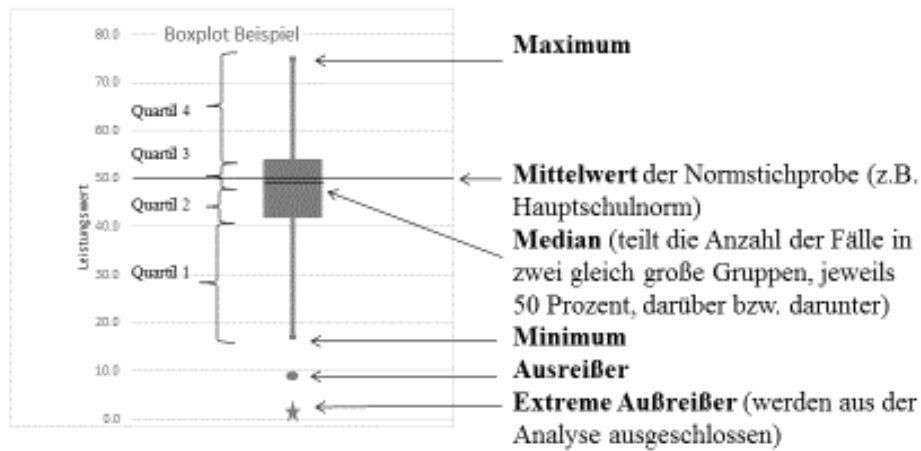 Boxplot Beispiel
80.0
70.0
60.0
50.0
40.0
30.0
20.0
10.0
0.0
Leistungswert
Quartil 4
Quartil 3
Quartil 2
Quartil 1
Maximum
Mittelwert der Normstichprobe (z.B.
Hauptschulnorm)
Median (teilt die Anzahl der Fälle in
zwei gleich große Gruppen, jeweils
50 Prozent, darüber bzw. darunter)
Minimum
Ausreißer
Extreme Außreißer (werden aus der
Analyse ausgeschlossen)